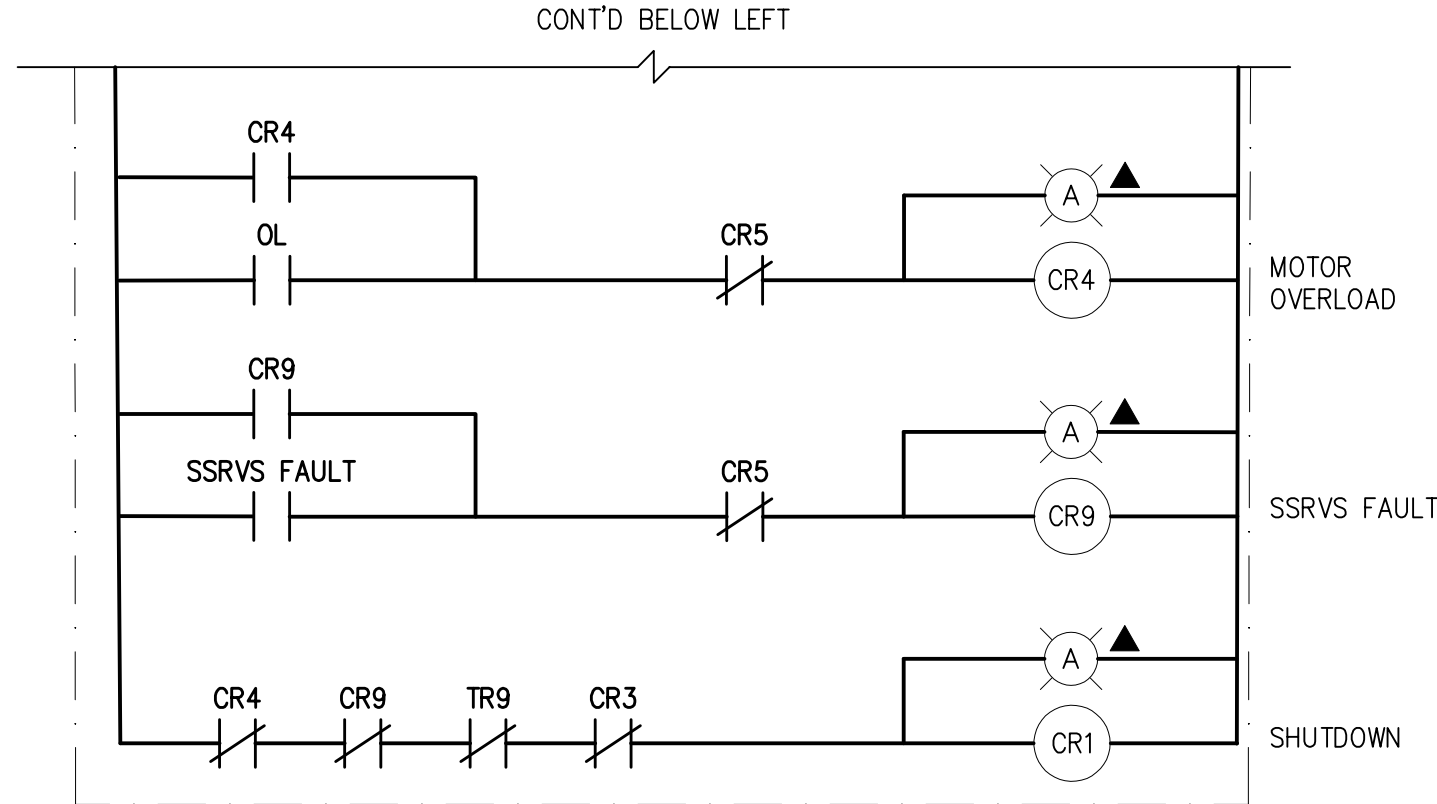 CONT'D BELOW LEFT
CR4
A
OL
CR5
CR4
MOTOR
OVERLOAD
CR9
A
SSRVS FAULT
CR5
CR9
SSRVS FAULT
A
CR4 CR9 TR9 CR3
CR1
SHUTDOWN